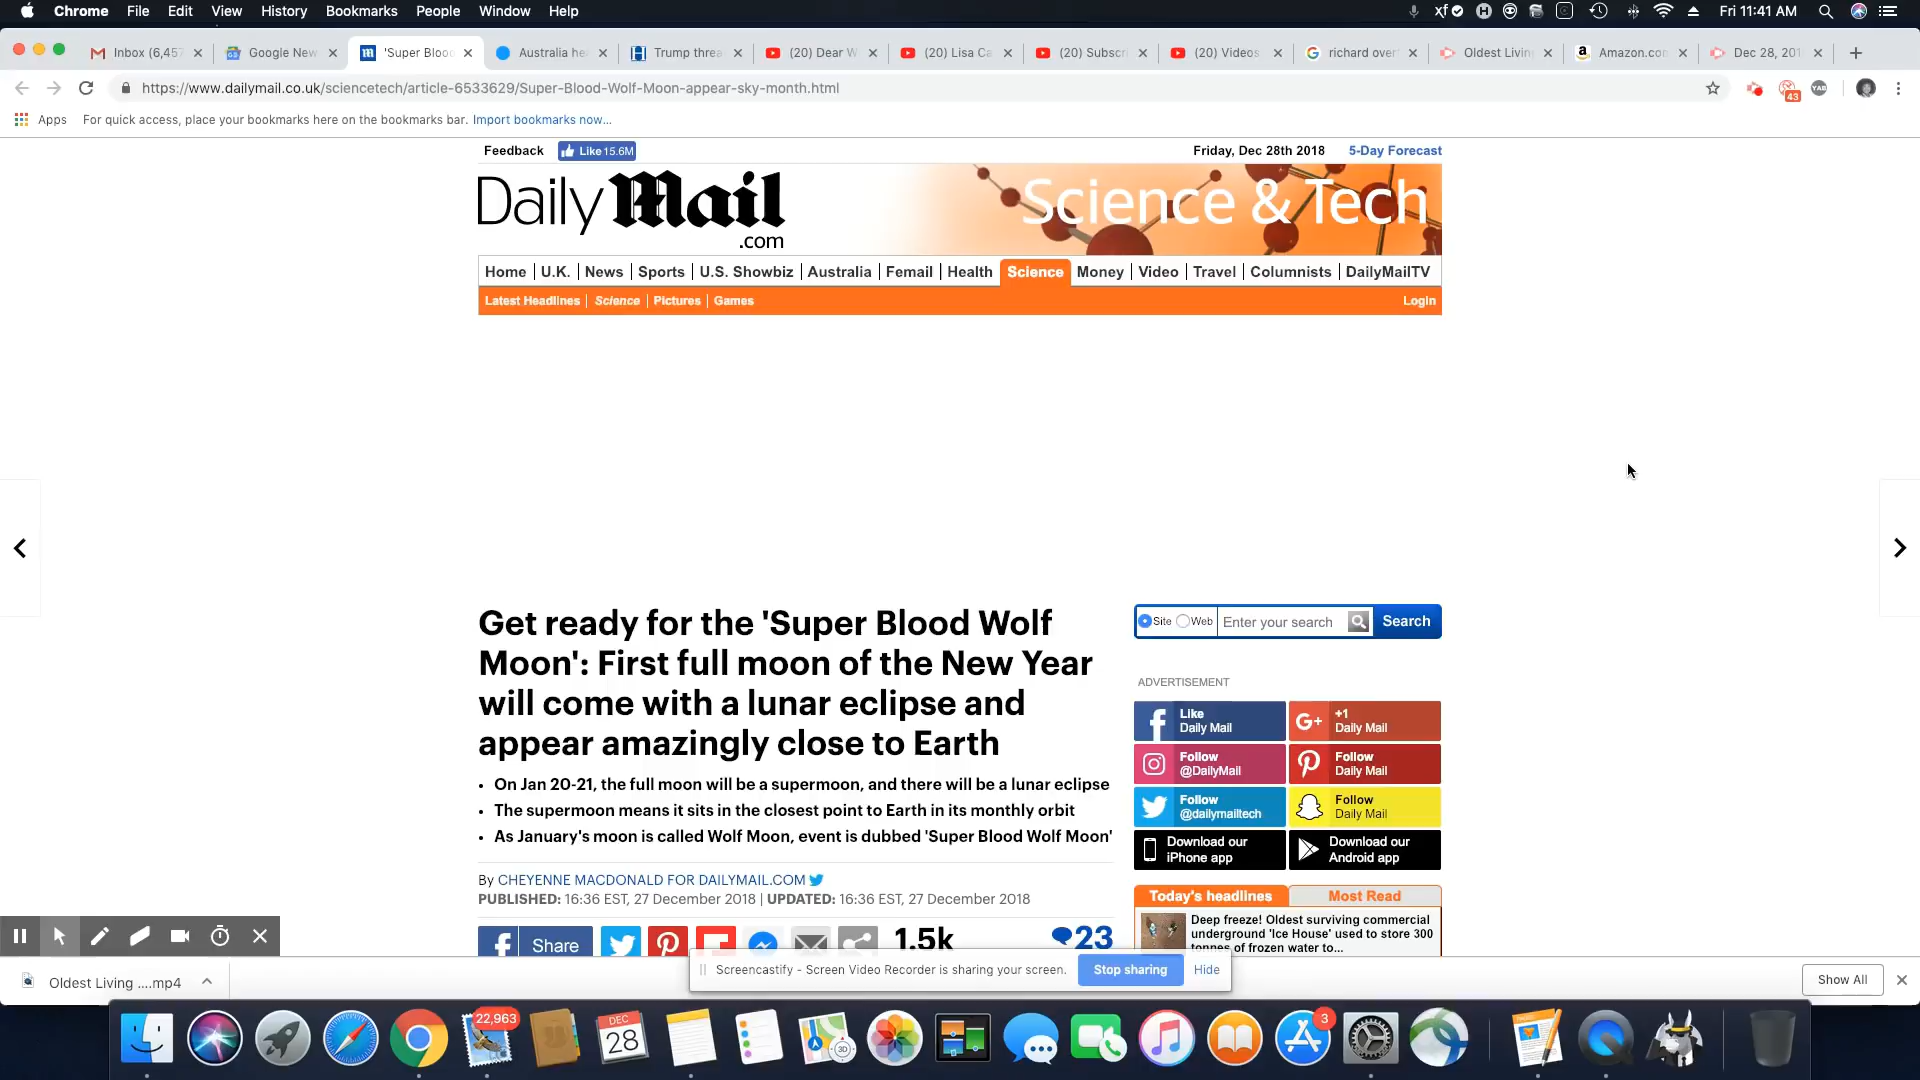 Chrome File Edit View History Bookmarks People Window Help
Fri 11:41 AM
Inbox (6,457
Google New
'Super Bloo
Australia he
Trump threa
(20) Dear W
(20) Lisa Ca
(20) Subscri
(20) Videos
richard over
Oldest Livin
Amazon.co
Dec 28, 201
https://www.dailymail.co.uk/sciencetech/article-6533629/Super-Blood-Wolf-Moon-appear-sky-month.html
43
YAB
Apps For quick access, place your bookmarks here on the bookmarks bar. Import bookmarks now...
Feedback Like 15.6M
Friday, Dec 28th 2018 5-Day Forecast
Daily Mail
.com
Science & Tech
Home U.K. News Sports U.S. Showbiz Australia Femail Health Science Money Video Travel Columnists DailyMailTV
Latest Headlines Science Pictures Games Login
Get ready for the 'Super Blood Wolf
Moon': First full moon of the New Year
will come with a lunar eclipse and
appear amazingly close to Earth
• On Jan 20-21, the full moon will be a supermoon, and there will be a lunar eclipse
• The supermoon means it sits in the closest point to Earth in its monthly orbit
• As January's moon is called Wolf Moon, event is dubbed 'Super Blood Wolf Moon'
By CHEYENNE MACDONALD FOR DAILYMAIL.COM
PUBLISHED: 16:36 EST, 27 December 2018 | UPDATED: 16:36 EST, 27 December 2018
Share
1.5k
23
Site Web Enter your search Search
ADVERTISEMENT
Like
Daily Mail
+1
Daily Mail
Follow
@DailyMail
Follow
Daily Mail
Follow
@dailymailtech
Follow
Daily Mail
Download our
iPhone app
Download our
Android app
Today's headlines Most Read
Deep freeze! Oldest surviving commercial
underground 'Ice House' used to store 300
tonnes of frozen water to...
Screencastify - Screen Video Recorder is sharing your screen. Stop sharing Hide
Oldest Living ....mp4
Show All
22,963
DEC
28
3D
3